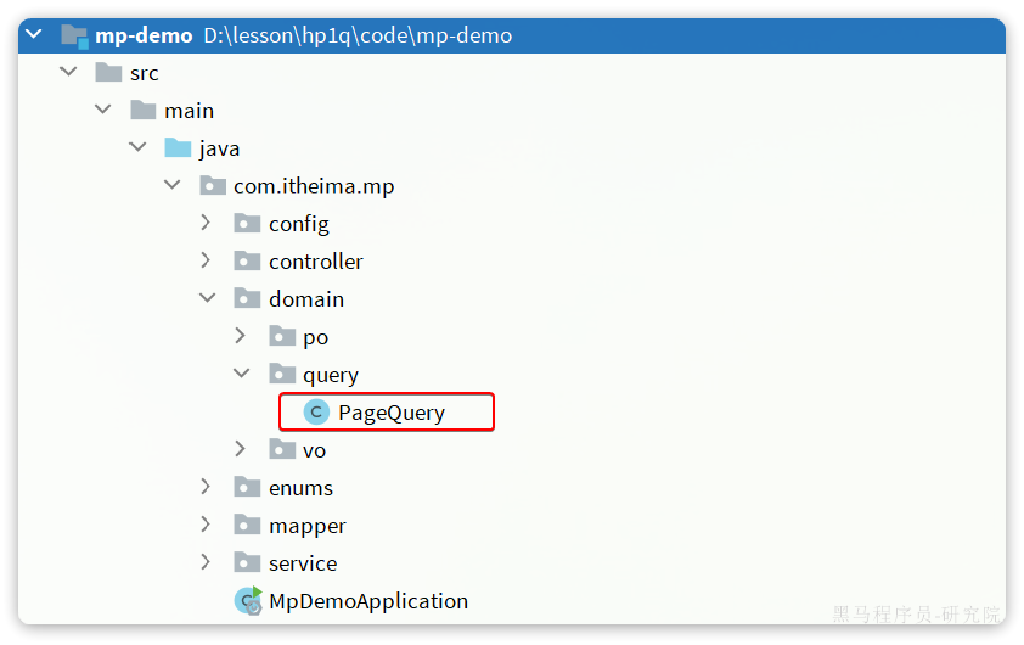 mp-demo D:\lesson\hp1q\code\mp-demo
src
main
java
com.itheima.mp
config
controller
domain
po
query
PageQuery
vo
enums
mapper
service
MpDemoApplication
黑马程序员-研究院